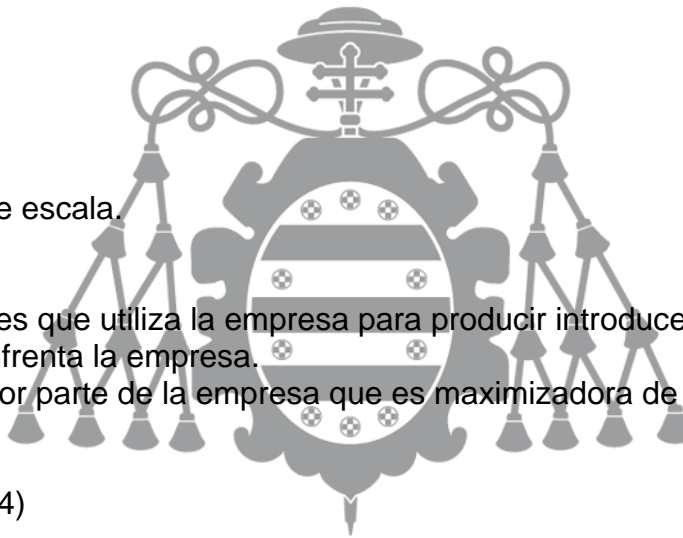 e escala.
es que utiliza la empresa para producir introduce
frenta la empresa.
or parte de la empresa que es maximizadora de
4)